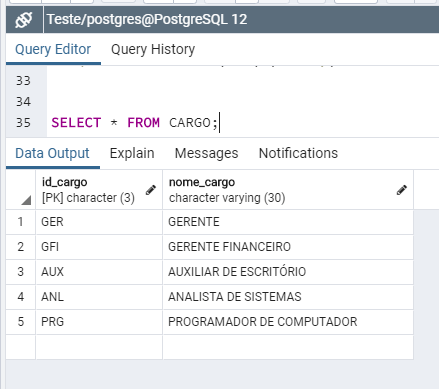 Teste/postgres@PostgreSQL 12
Query Editor Query History
33
34
35 SELECT * FROM CARGO;
Data Output Explain Messages Notifications
id_cargo nome_cargo
[PK] character (3) character varying (30)
1 GER GERENTE
2 GFI GERENTE FINANCEIRO
3 AUX AUXILIAR DE ESCRITÓRIO
4 ANL ANALISTA DE SISTEMAS
5 PRG PROGRAMADOR DE COMPUTADOR